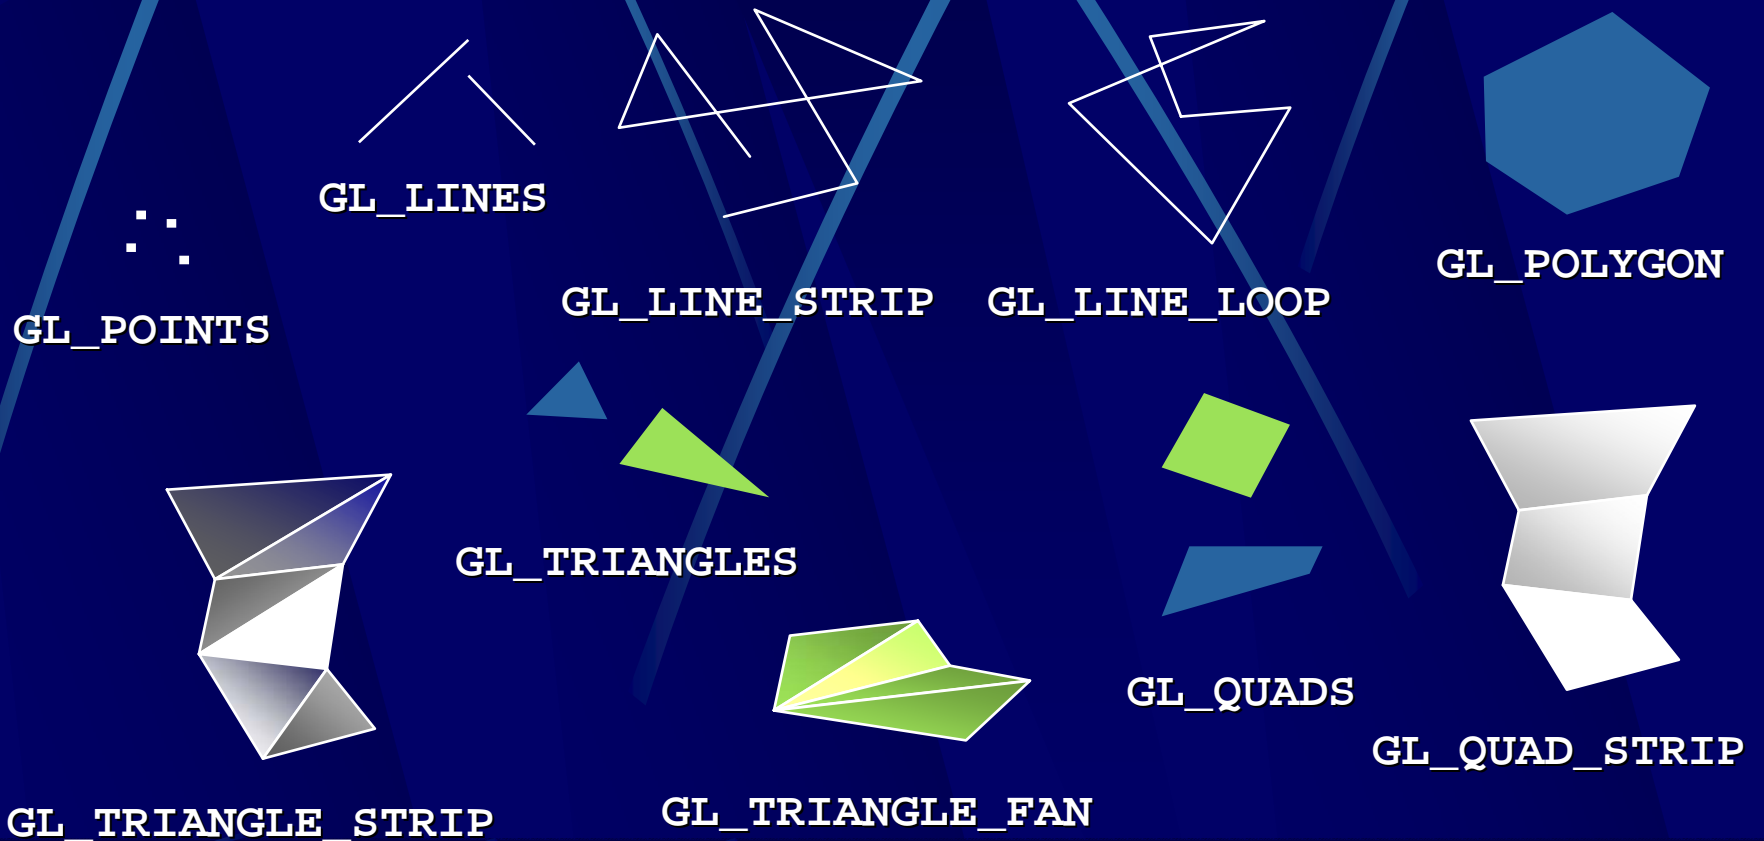 GL_LINES
GL_POLYGON
GL_LINE_STRIP
GL_LINE_LOOP
GL_POINTS
GL_TRIANGLES
GL_QUADS
GL_QUAD_STRIP
GL_TRIANGLE_FAN
GL_TRIANGLE_STRIP